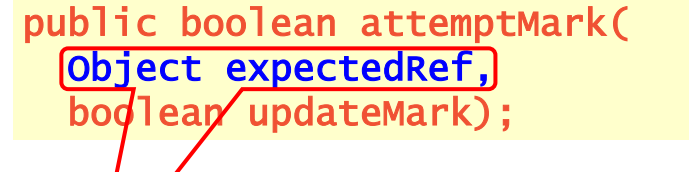 public boolean attemptMark(
Object expectedRef,
boolean updateMark);